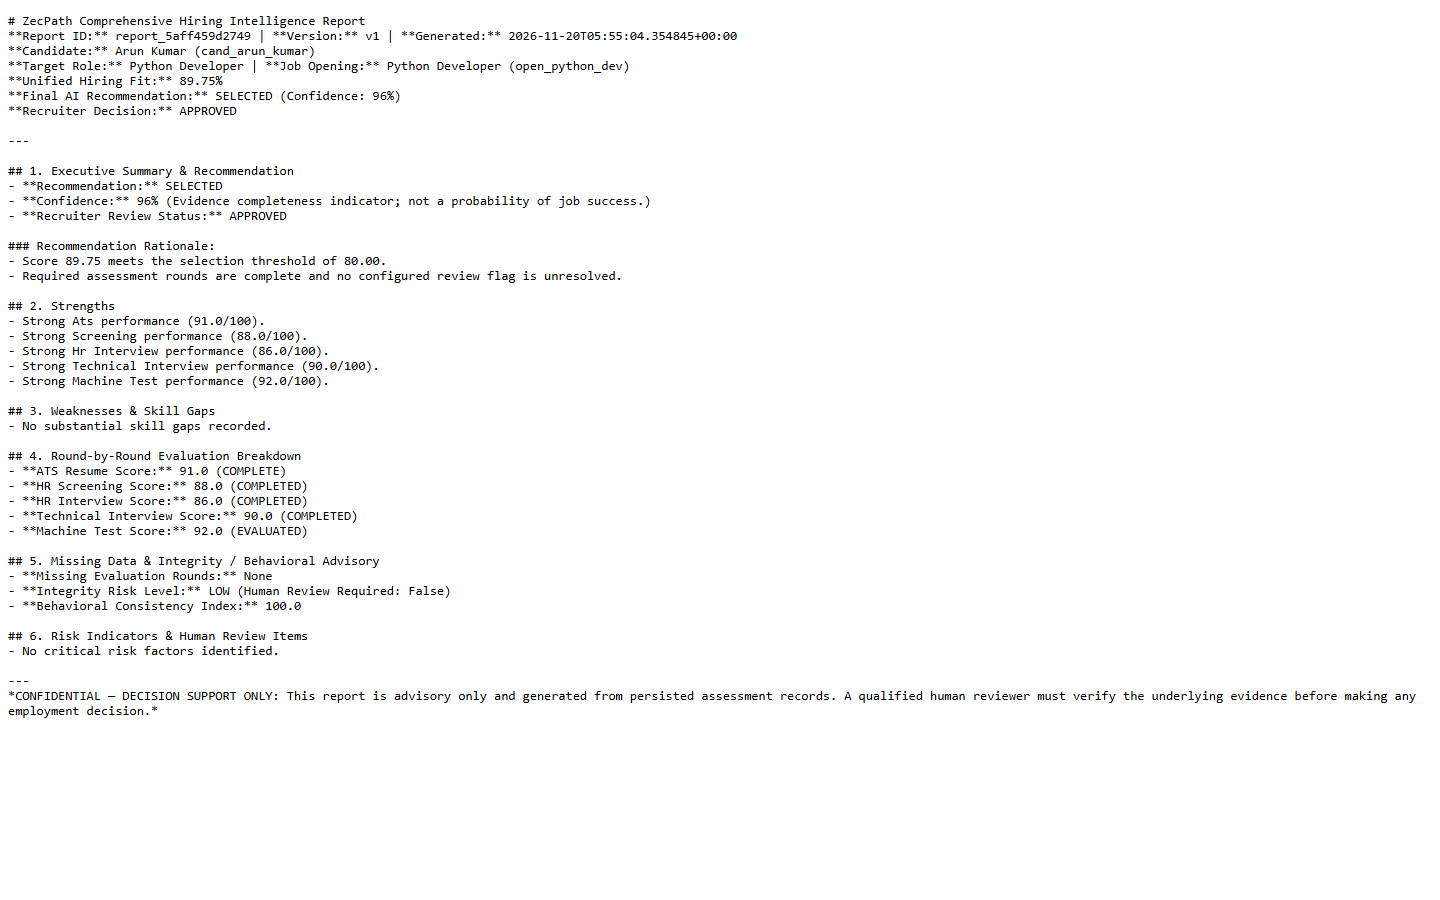 # ZecPath Comprehensive Hiring Intelligence Report
**Report ID:** report_5aff459d2749 | **Version:** v1 | **Generated:** 2026-11-20T05:55:04.354845+00:00
**Candidate:** Arun Kumar (cand_arun_kumar)
**Target Role:** Python Developer | **Job Opening:** Python Developer (open_python_dev)
**Unified Hiring Fit:** 89.75%
**Final AI Recommendation:** SELECTED (Confidence: 96%)
**Recruiter Decision:** APPROVED

---

## 1. Executive Summary & Recommendation
- **Recommendation:** SELECTED
- **Confidence:** 96% (Evidence completeness indicator; not a probability of job success.)
- **Recruiter Review Status:** APPROVED

### Recommendation Rationale:
- Score 89.75 meets the selection threshold of 80.00.
- Required assessment rounds are complete and no configured review flag is unresolved.

## 2. Strengths
- Strong Ats performance (91.0/100).
- Strong Screening performance (88.0/100).
- Strong Hr Interview performance (86.0/100).
- Strong Technical Interview performance (90.0/100).
- Strong Machine Test performance (92.0/100).

## 3. Weaknesses & Skill Gaps
- No substantial skill gaps recorded.

## 4. Round-by-Round Evaluation Breakdown
- **ATS Resume Score:** 91.0 (COMPLETE)
- **HR Screening Score:** 88.0 (COMPLETED)
- **HR Interview Score:** 86.0 (COMPLETED)
- **Technical Interview Score:** 90.0 (COMPLETED)
- **Machine Test Score:** 92.0 (EVALUATED)

## 5. Missing Data & Integrity / Behavioral Advisory
- **Missing Evaluation Rounds:** None
- **Integrity Risk Level:** LOW (Human Review Required: False)
- **Behavioral Consistency Index:** 100.0

## 6. Risk Indicators & Human Review Items
- No critical risk factors identified.

---
*CONFIDENTIAL — DECISION SUPPORT ONLY: This report is advisory only and generated from persisted assessment records. A qualified human reviewer must verify the underlying evidence before making any
employment decision.*